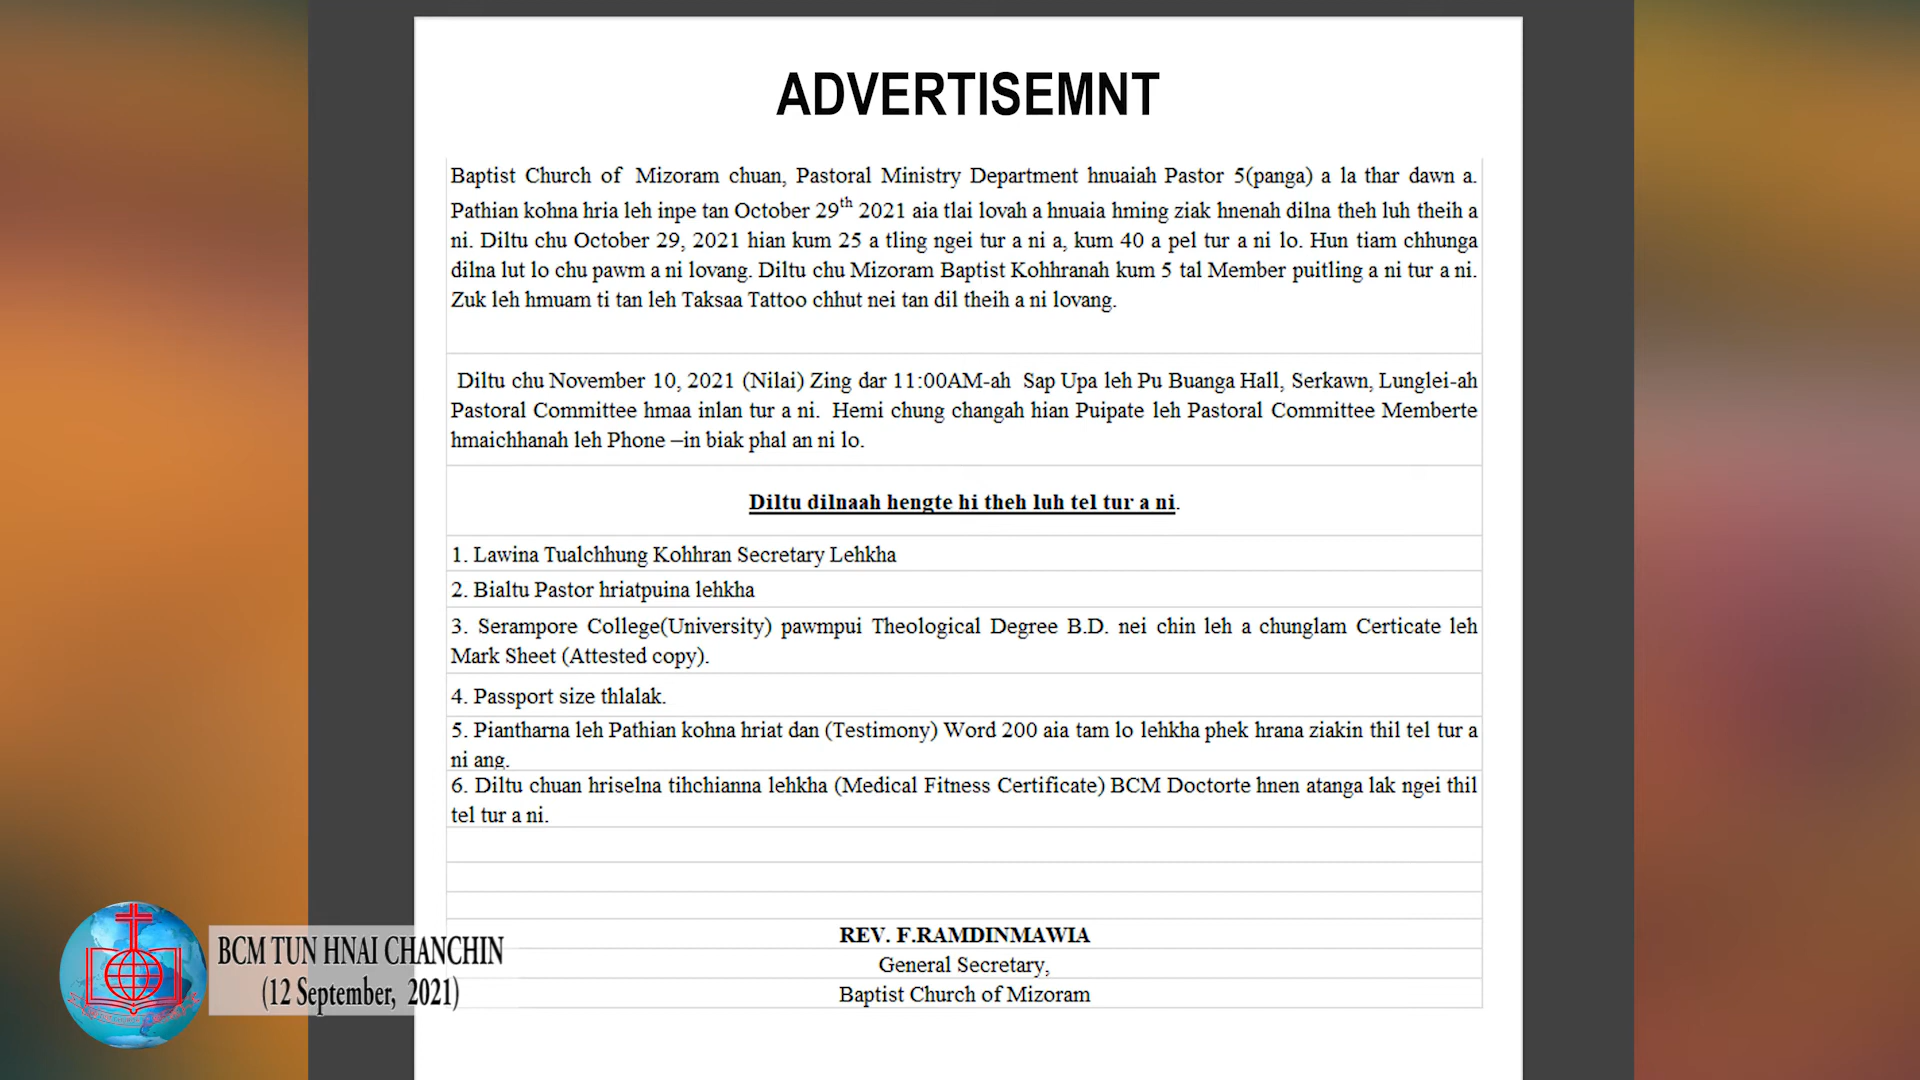 ADVERTISEMNT
Baptist Church of Mizoram chuan, Pastoral Ministry Department hnuaiah Pastor 5(panga) a la thar dawn a.
Pathian kohna hria leh inpe tan October 29th 2021 aia tlai lovah a hnuaia hming ziak hnenah dilna theh luh theih a
ni. Diltu chu October 29, 2021 hian kum 25 a tling ngei tur a ni a, kum 40 a pel tur a ni lo. Hun tiam chhunga
dilna lut lo chu pawm a ni lovang. Diltu chu Mizoram Baptist Kohhranah kum 5 tal Member puitling a ni tur a ni.
Zuk leh hmuam ti tan leh Taksaa Tattoo chhut nei tan dil theih a ni lovang.
Diltu chu November 10, 2021 (Nilai) Zing dar 11:00AM-ah Sap Upa leh Pu Buanga Hall, Serkawn, Lunglei-ah
Pastoral Committee hmaa inlan tur a ni. Hemi chung changah hian Puipate leh Pastoral Committee Memberte
hmaichhanah leh Phone –in biak phal an ni lo.
Diltu dilnaah hengte hi theh luh tel tur a ni.
1. Lawina Tualchhung Kohhran Secretary Lehkha
2. Bialtu Pastor hriatpuina lehkha
3. Serampore College(University) pawmpui Theological Degree B.D. nei chin leh a chunglam Certicate leh
Mark Sheet (Attested copy).
4. Passport size thlalak.
5. Piantharna leh Pathian kohna hriat dan (Testimony) Word 200 aia tam lo lehkha phek hrana ziakin thil tel tur a
ni ang.
6. Diltu chuan hriselna tihchianna lehkha (Medical Fitness Certificate) BCM Doctorte hnen atanga lak ngei thil
tel tur a ni.
REV. F.RAMDINMAWIA
General Secretary,
Baptist Church of Mizoram
BCM TUN HNAI CHANCHIN
(12 September, 2021)